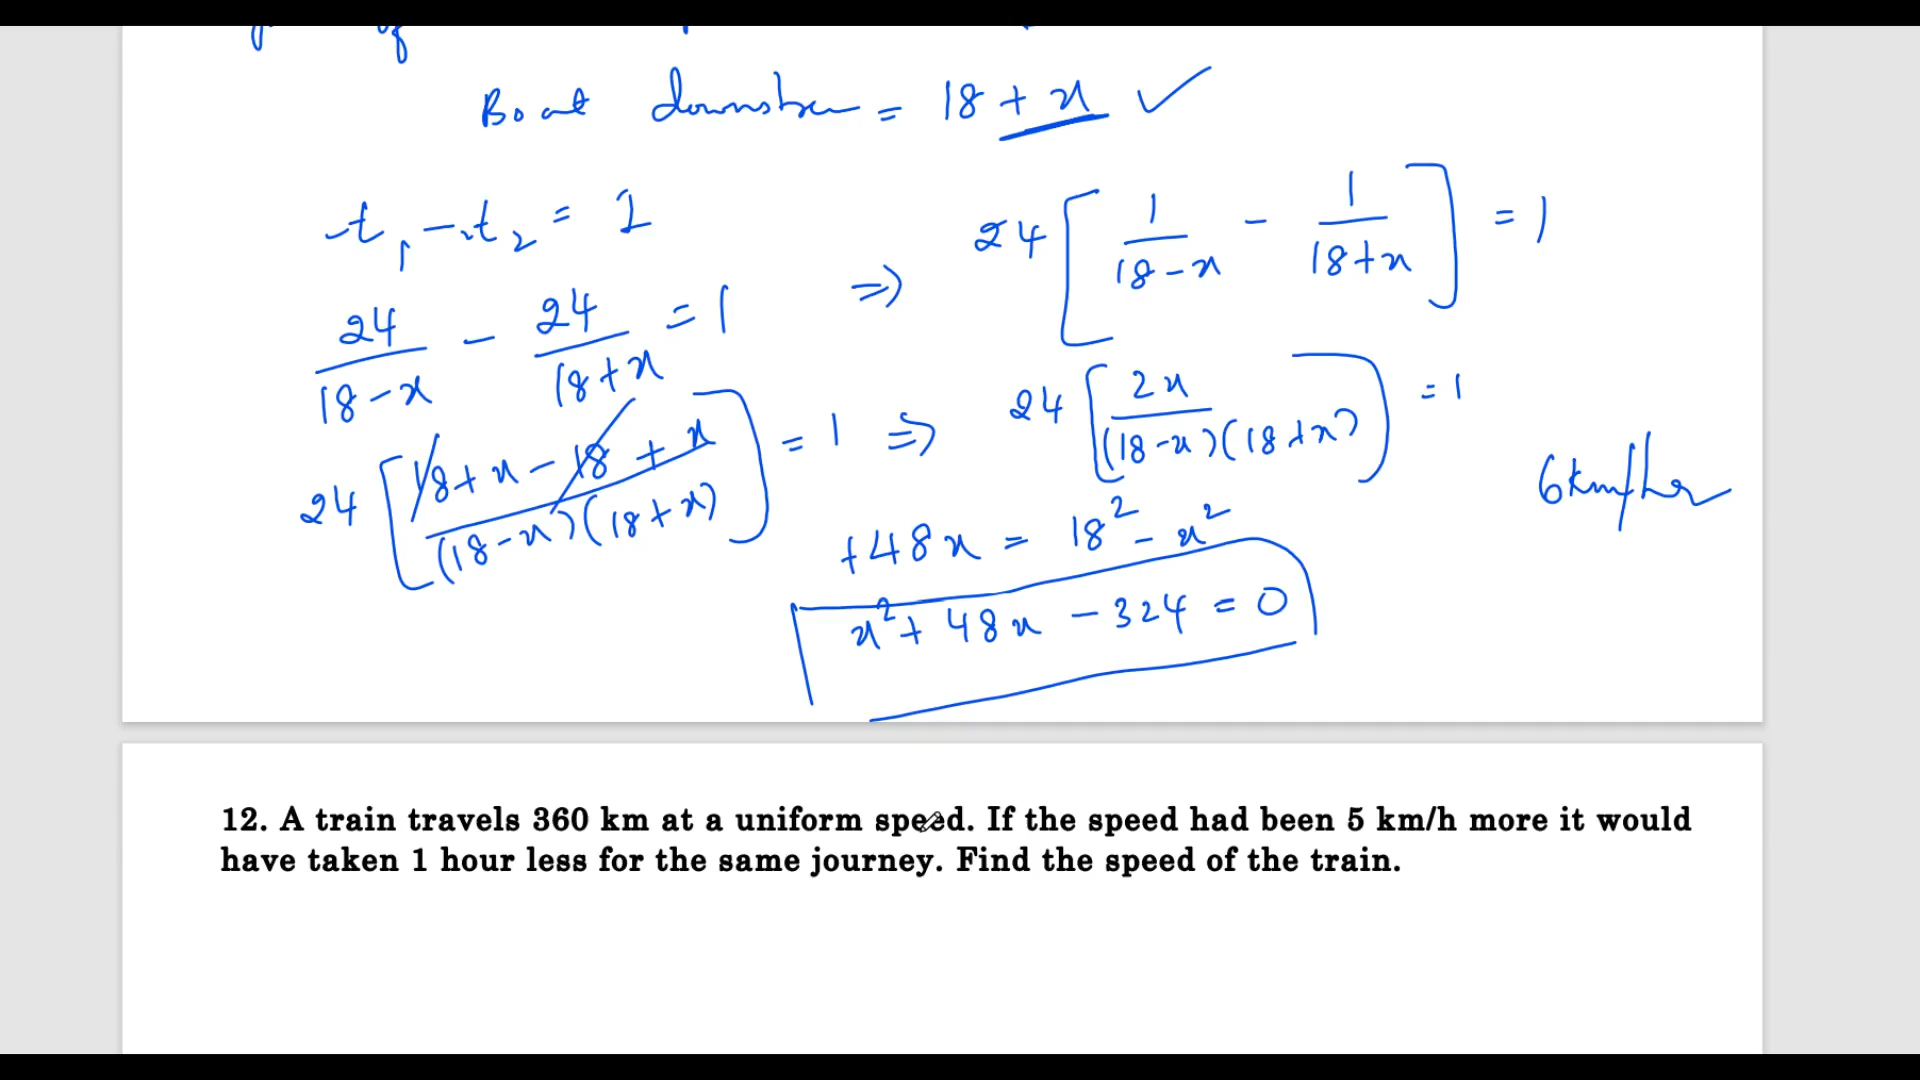 Boat downstre = 18 + x ✓
t₁ - t₂ = 1
24/(18-x) - 24/(18+x) = 1
⇒ 24 [ 1/(18-x) - 1/(18+x) ] = 1
24 [ (18+x-18+x)/((18-x)(18+x)) ] = 1
⇒ 24 [ 2x/((18-x)(18+x)) ] = 1
+48x = 18² - x²
x² + 48x - 324 = 0
6km/hr
12. A train travels 360 km at a uniform speed. If the speed had been 5 km/h more it would
have taken 1 hour less for the same journey. Find the speed of the train.